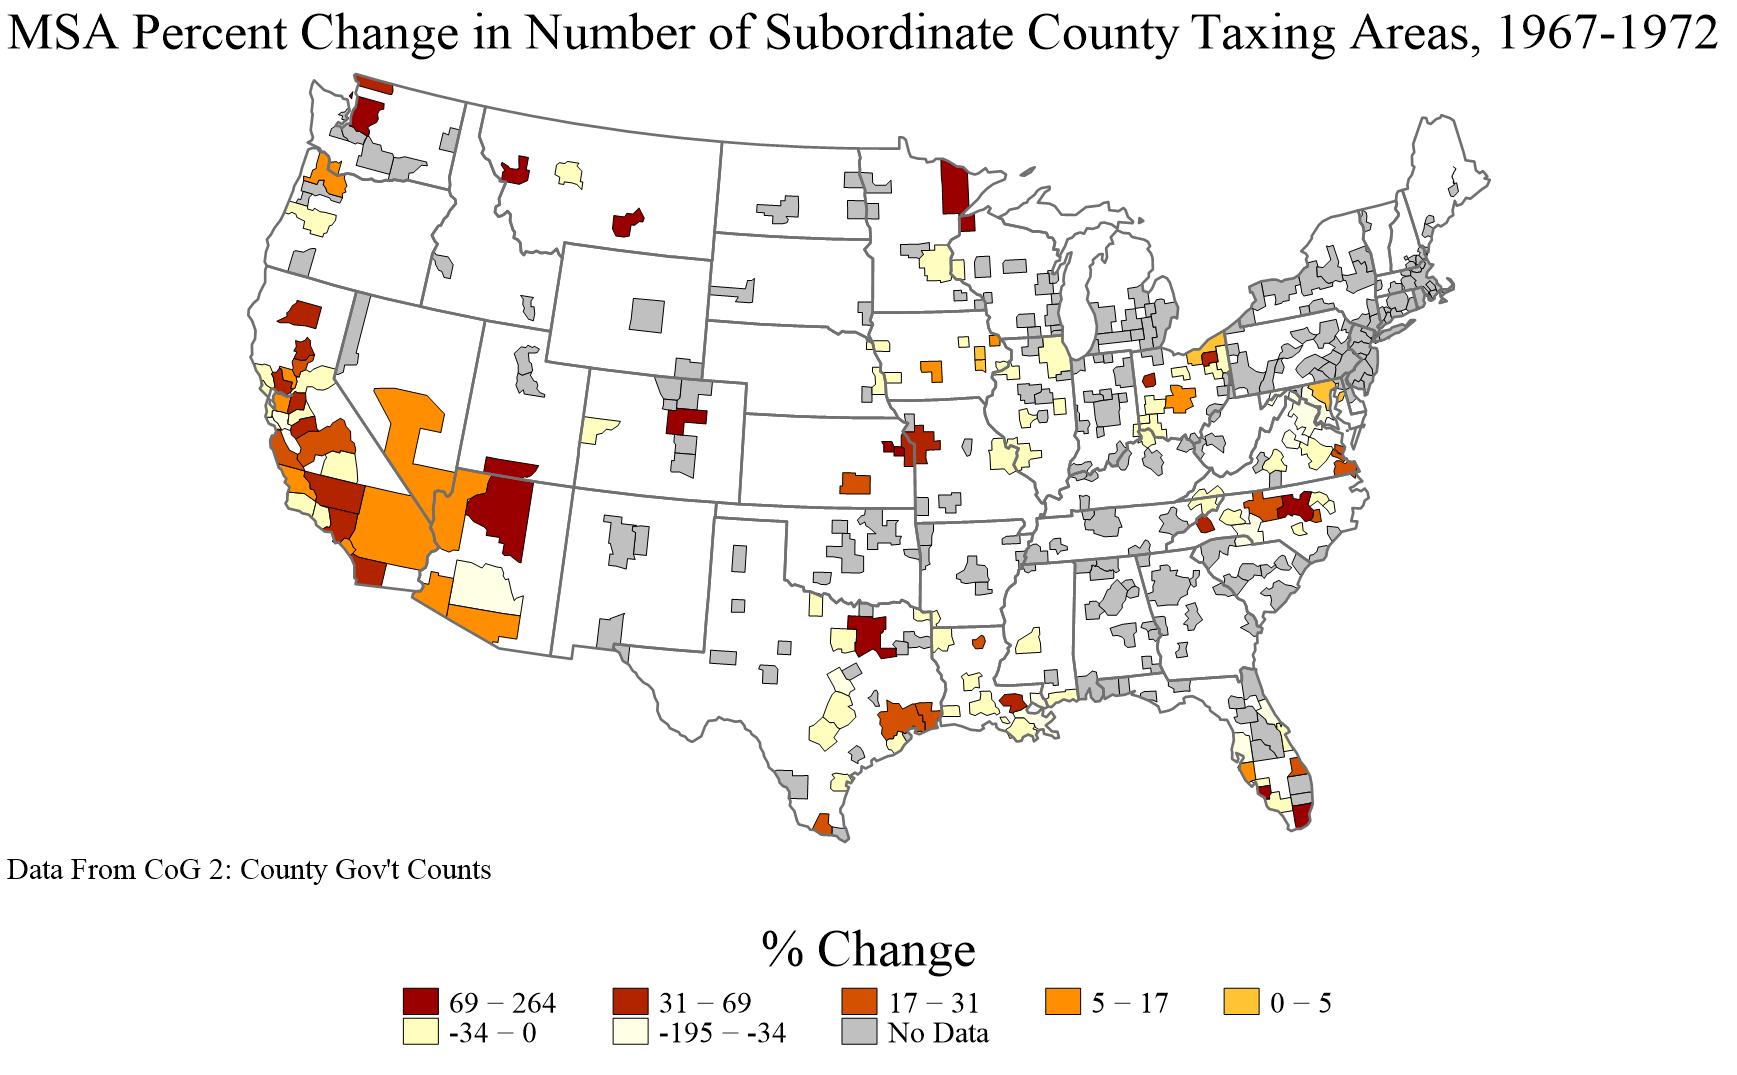 MSA Percent Change in Number of Subordinate County Taxing Areas, 1967-1972
Data From CoG 2: County Gov't Counts
% Change
69 – 264 31 – 69 17 – 31 5 – 17 0 – 5
-34 – 0 -195 – -34 No Data